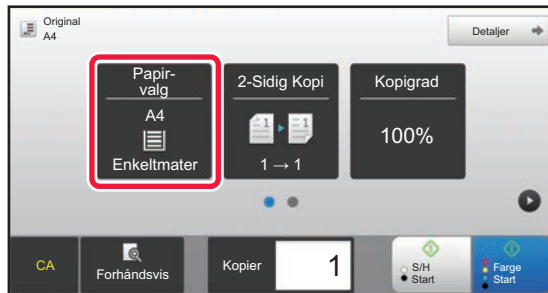 Original
A4
Detaljer
Papir-
valg
A4
Enkeltmater
2-Sidig Kopi
1 → 1
Kopigrad
100%
CA
Forhåndsvis
Kopier
1
S/H
Start
Farge
Start